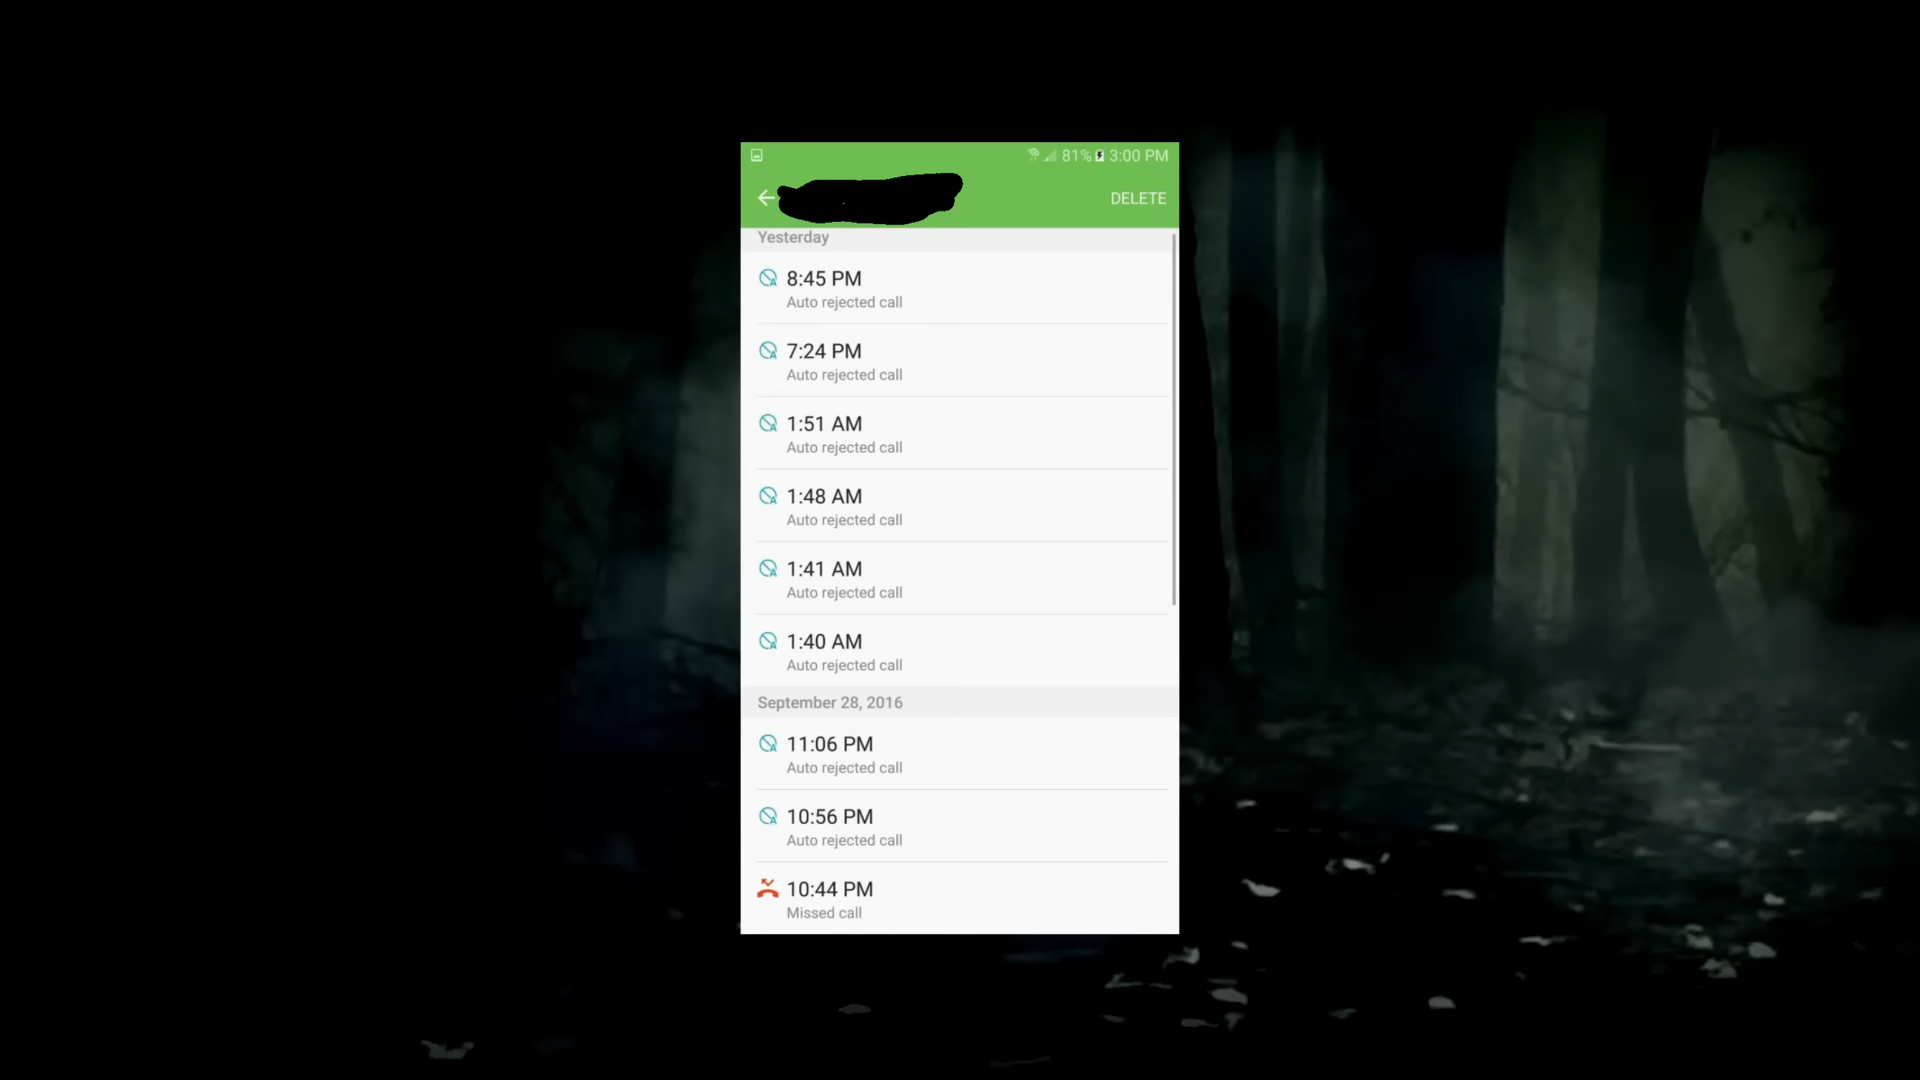 81% 3:00 PM
DELETE
Yesterday
8:45 PM
Auto rejected call
7:24 PM
Auto rejected call
1:51 AM
Auto rejected call
1:48 AM
Auto rejected call
1:41 AM
Auto rejected call
1:40 AM
Auto rejected call
September 28, 2016
11:06 PM
Auto rejected call
10:56 PM
Auto rejected call
10:44 PM
Missed call